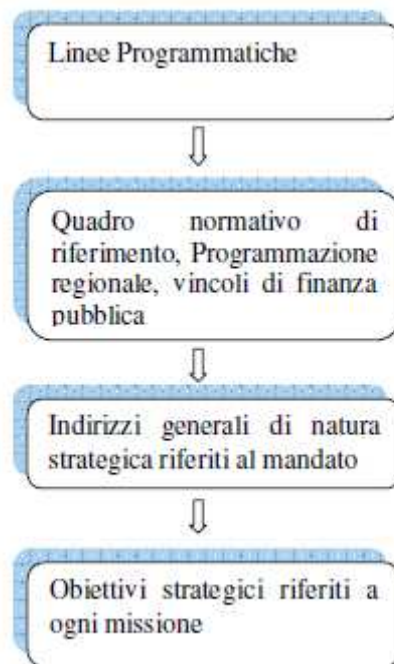 Linee Programmatiche
Quadro normativo di
riferimento, Programmazione
regionale, vincoli di finanza
pubblica
Indirizzi generali di natura
strategica riferiti al mandato
Obiettivi strategici riferiti a
ogni missione